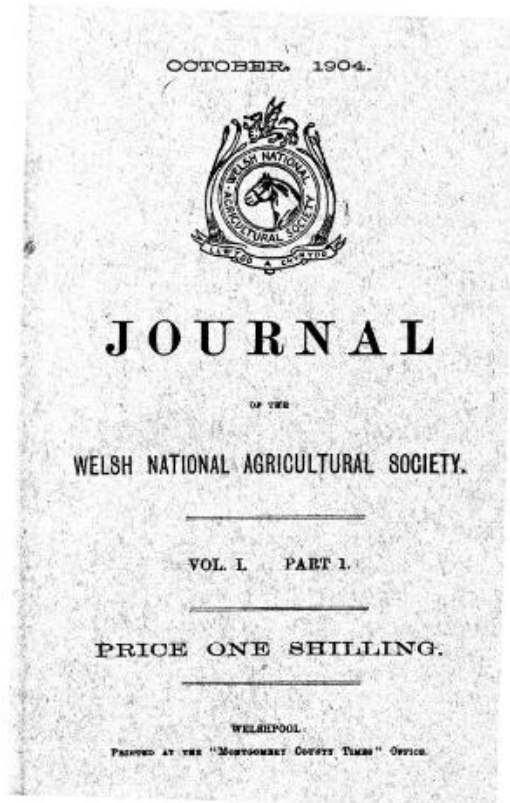 OCTOBER, 1904.
WELSH NATIONAL
AGRICULTURAL SOCIETY
A
JOURNAL
OF THE
WELSH NATIONAL AGRICULTURAL SOCIETY.
VOL. I. PART 1.
PRICE ONE SHILLING.
WELSHPOOL:
PRINTED AT THE "MONTGOMERY COUNTY TIMES" OFFICE.